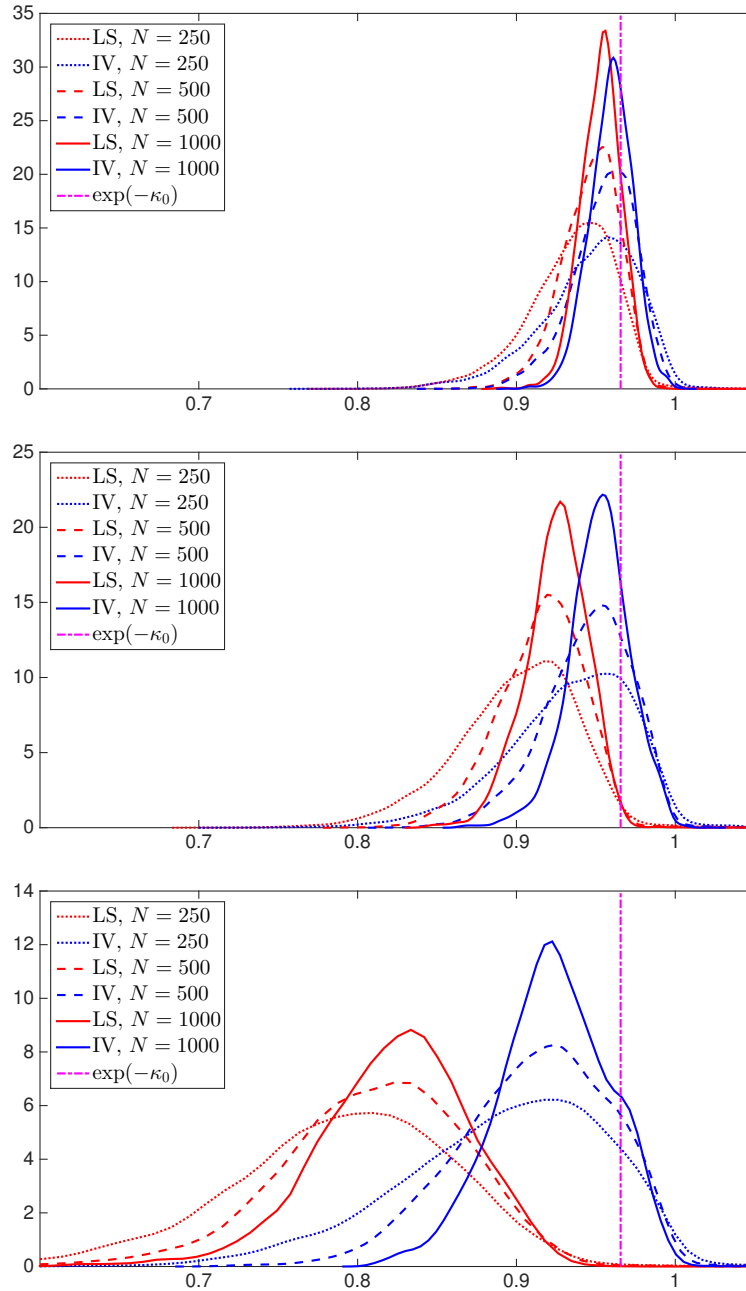 35
30
25
20
15
10
5
0
LS, N = 250
IV, N = 250
LS, N = 500
IV, N = 500
LS, N = 1000
IV, N = 1000
exp(−κ₀)
0.7 0.8 0.9 1
25
20
15
10
5
0
LS, N = 250
IV, N = 250
LS, N = 500
IV, N = 500
LS, N = 1000
IV, N = 1000
exp(−κ₀)
0.7 0.8 0.9 1
14
12
10
8
6
4
2
0
LS, N = 250
IV, N = 250
LS, N = 500
IV, N = 500
LS, N = 1000
IV, N = 1000
exp(−κ₀)
0.7 0.8 0.9 1